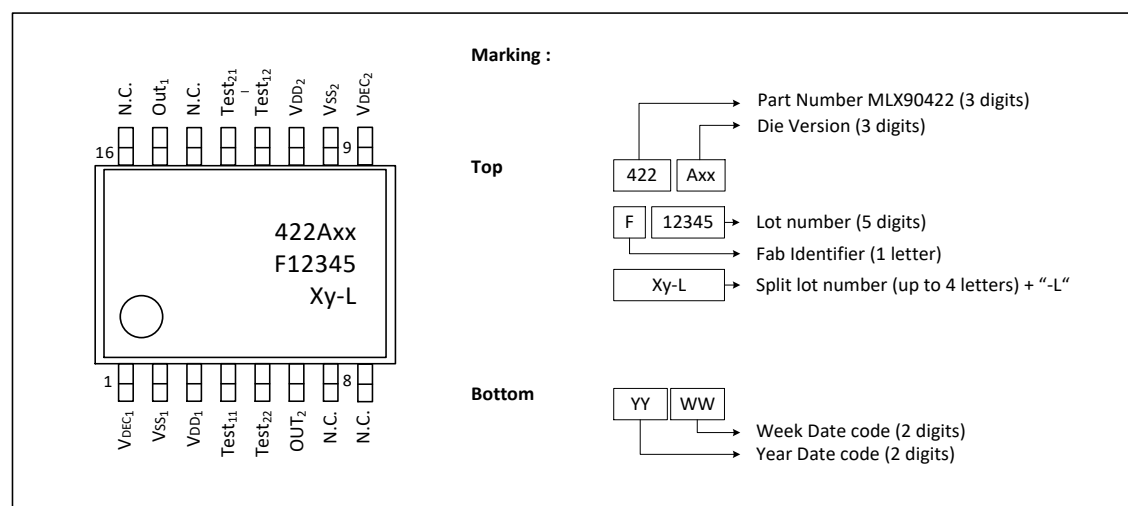 Marking :
N.C. Out1 N.C. Test21 _ Test12 VDD2 VSS2 VDEC2
16 9
422Axx
F12345
Xy-L
1 8
VDEC1 VSS1 VDD1 Test11 Test22 OUT2 N.C. N.C.
Part Number MLX90422 (3 digits)
Die Version (3 digits)
Top
422 Axx
F 12345 Lot number (5 digits)
Fab Identifier (1 letter)
Xy-L Split lot number (up to 4 letters) + “-L“
Bottom
YY WW
Week Date code (2 digits)
Year Date code (2 digits)